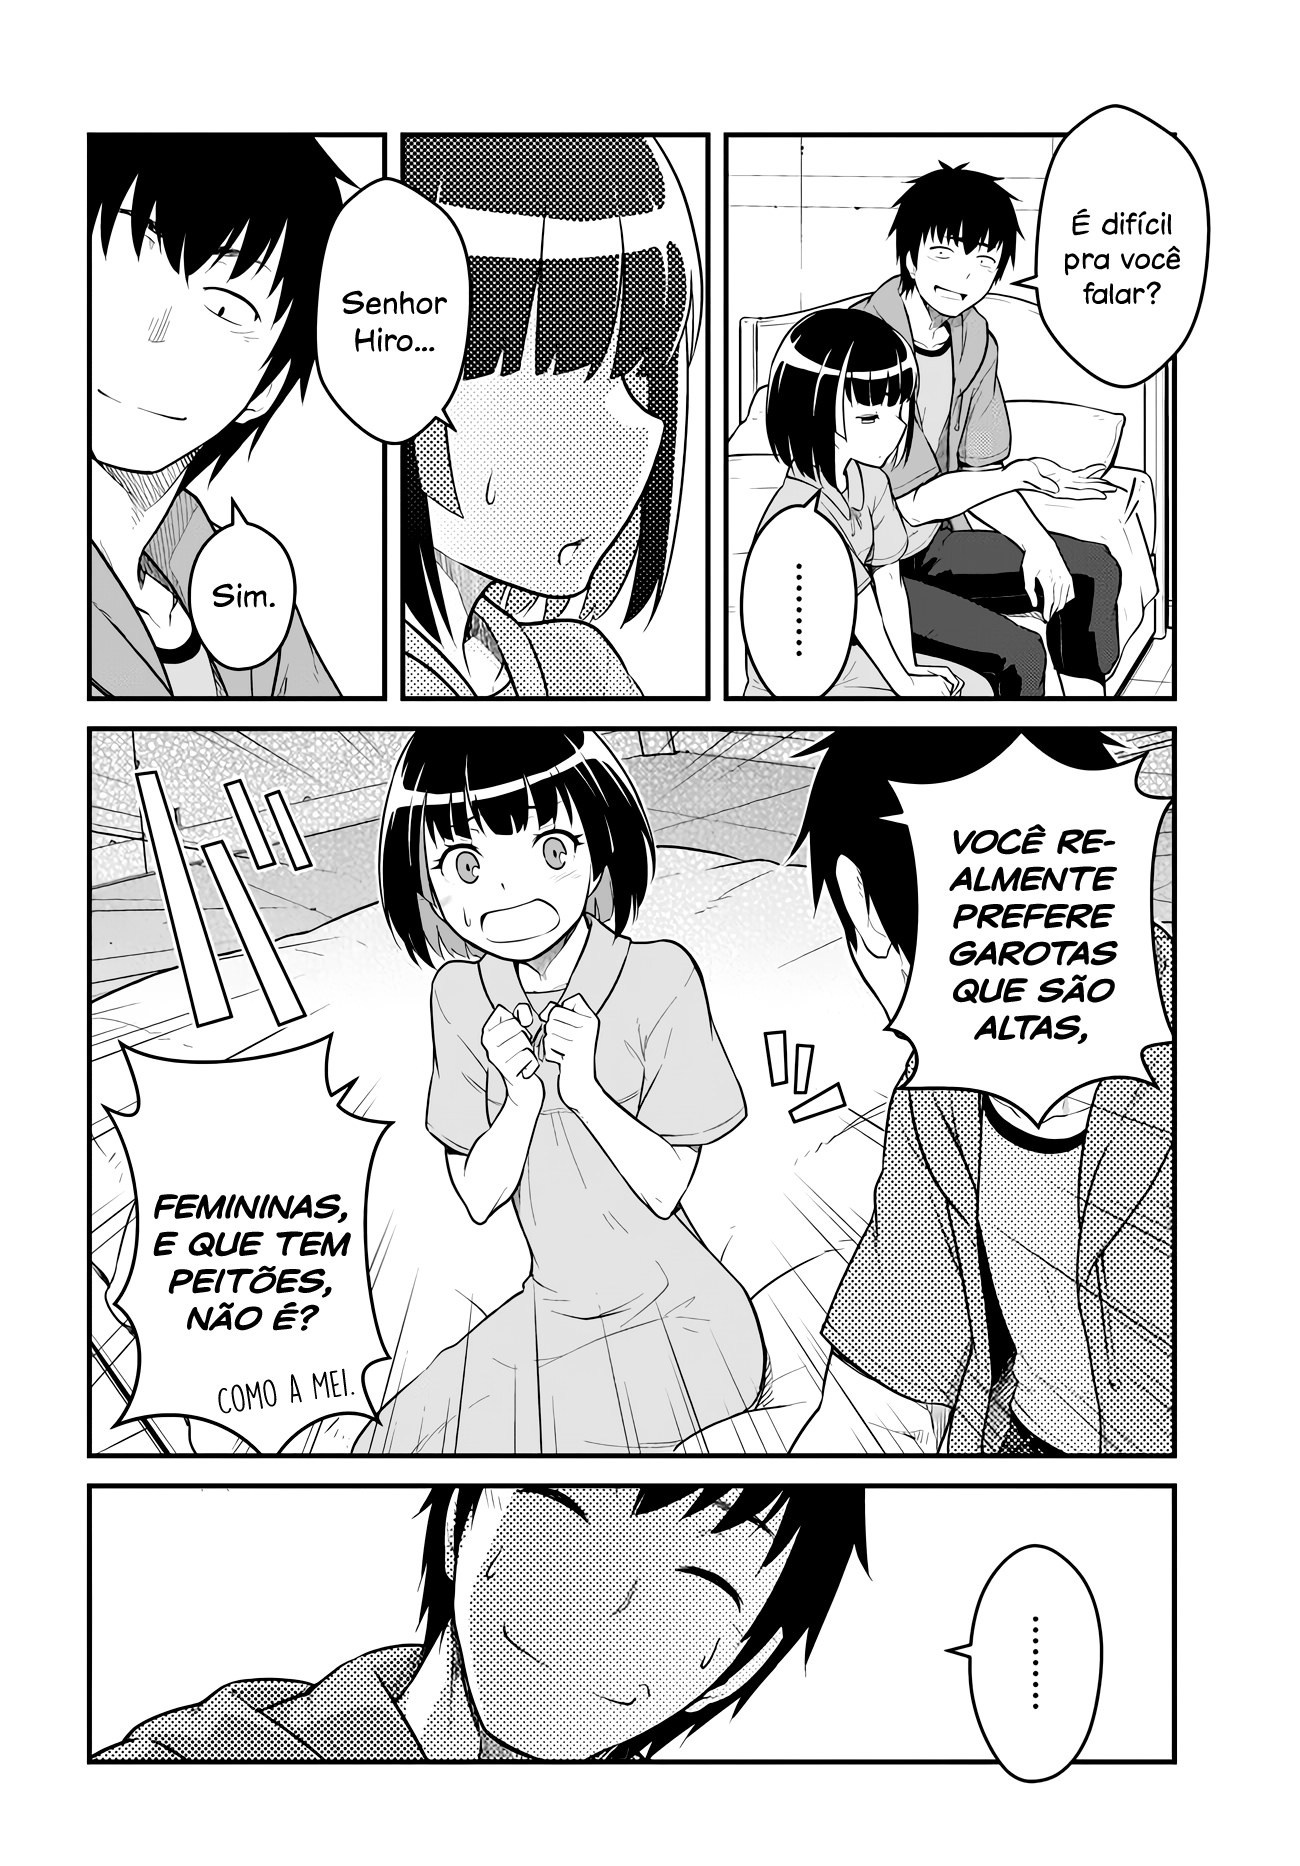 É difícil
pra você
falar?
.........
Senhor
Hiro...
Sim.
VOCÊ RE-
ALMENTE
PREFERE
GAROTAS
QUE SÃO
ALTAS,
FEMININAS,
E QUE TEM
PEITÕES,
NÃO É?
COMO A MEI.
.........